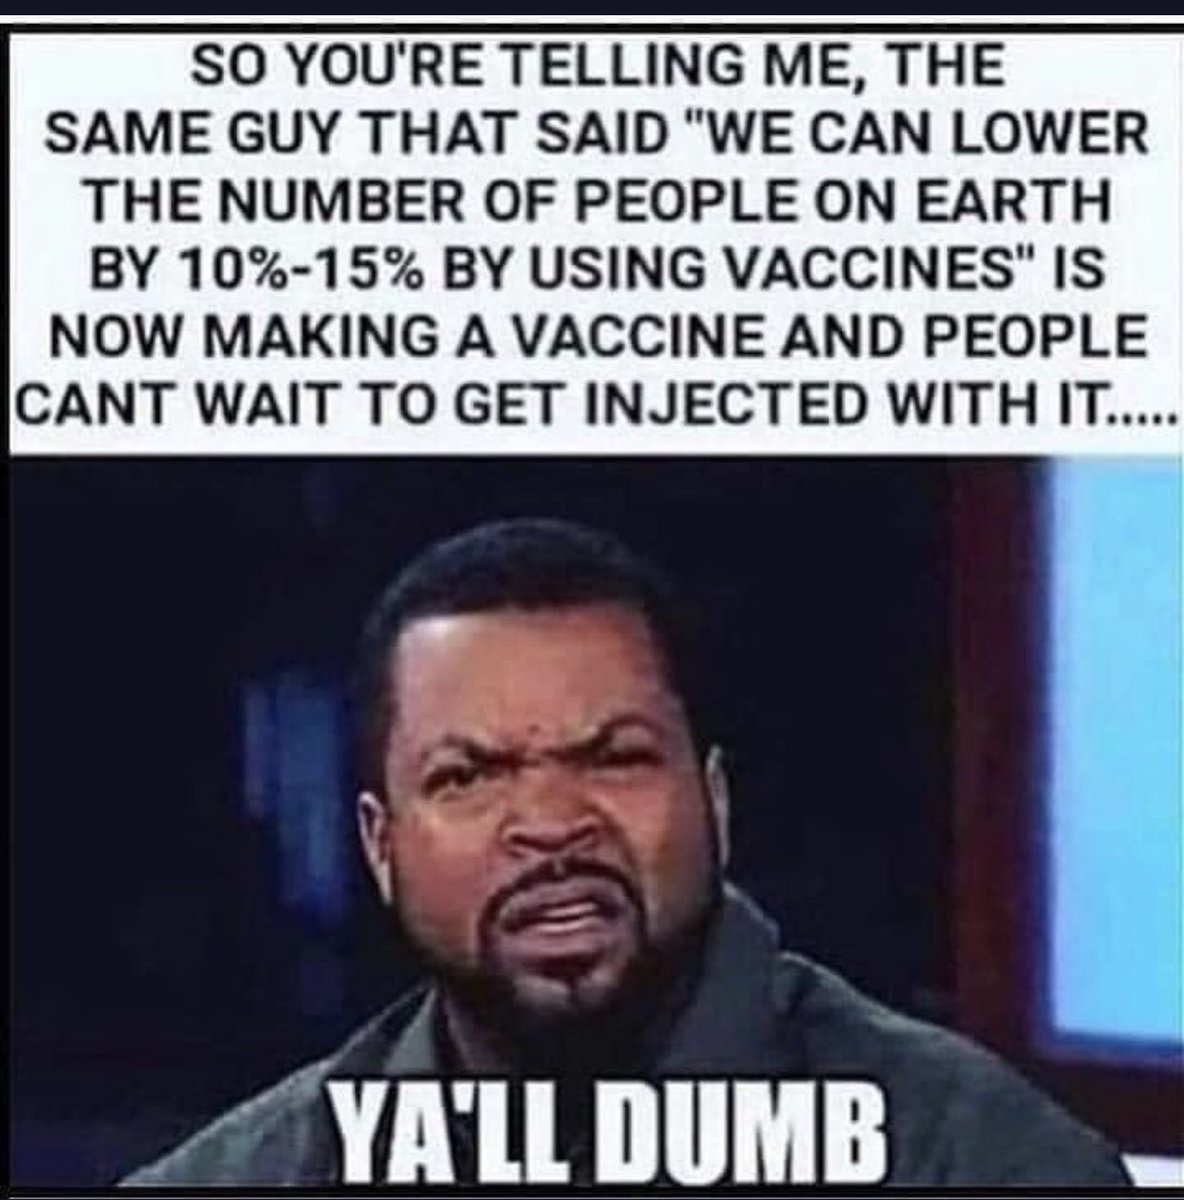 SO YOU'RE TELLING ME, THE
SAME GUY THAT SAID "WE CAN LOWER
THE NUMBER OF PEOPLE ON EARTH
BY 10%-15% BY USING VACCINES" IS
NOW MAKING A VACCINE AND PEOPLE
CANT WAIT TO GET INJECTED WITH IT.....
YA'LL DUMB